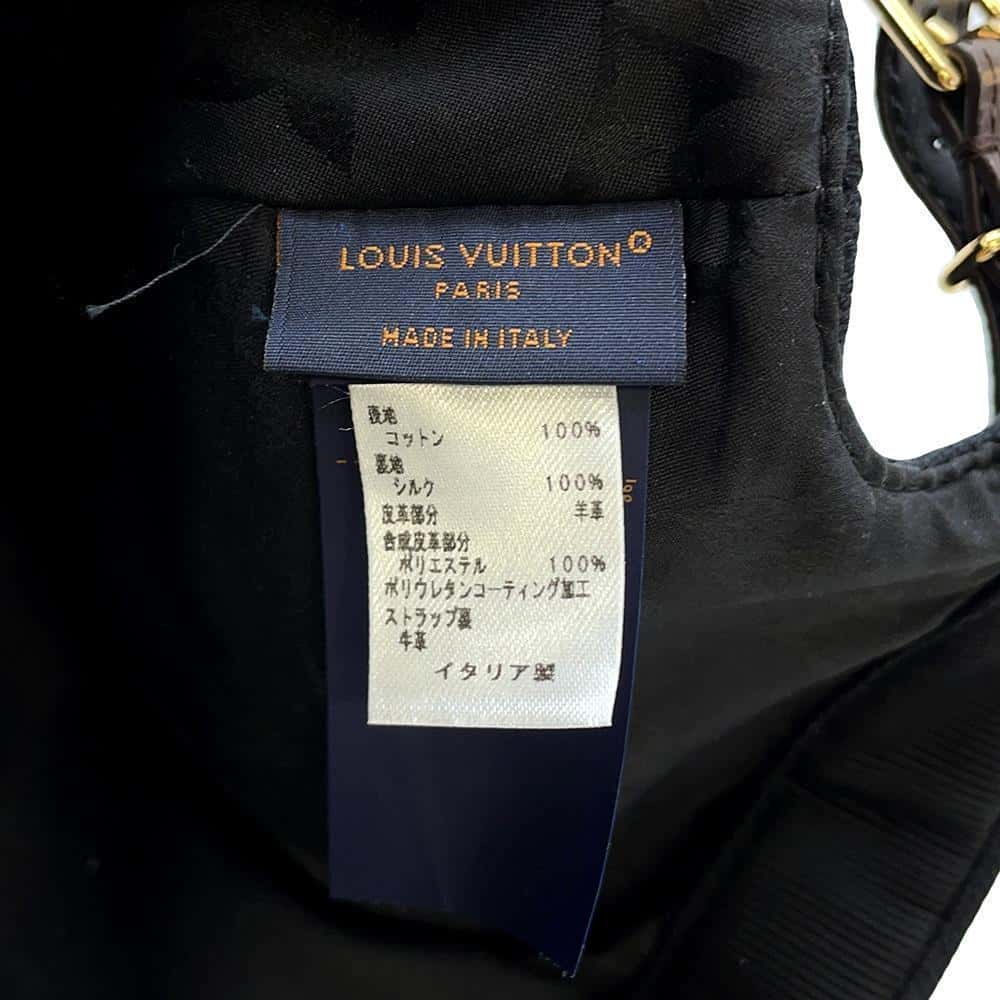 LOUIS VUITTON®
PARIS
MADE IN ITALY
表地
コットン 100%
裏地
シルク 100%
皮革部分 羊革
合成皮革部分
ポリエステル 100%
ポリウレタンコーティング加工
ストラップ裏
牛革
イタリア製